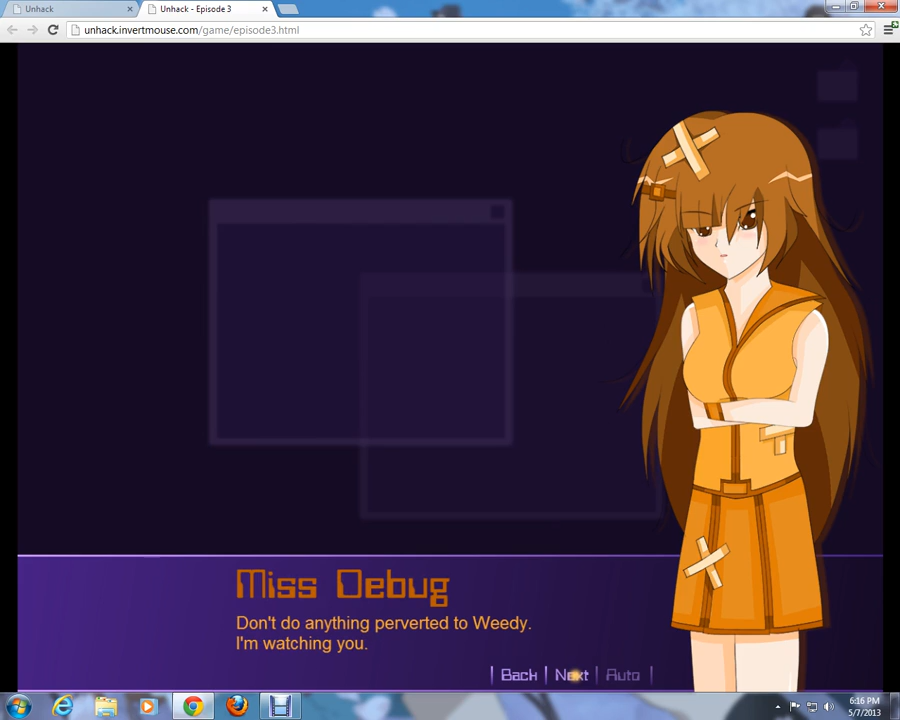 Unhack
Unhack - Episode 3
unhack.invertmouse.com/game/episode3.html
Miss Debug
Don't do anything perverted to Weedy.
I'm watching you.
Back Next Auto
6:16 PM
5/7/2013